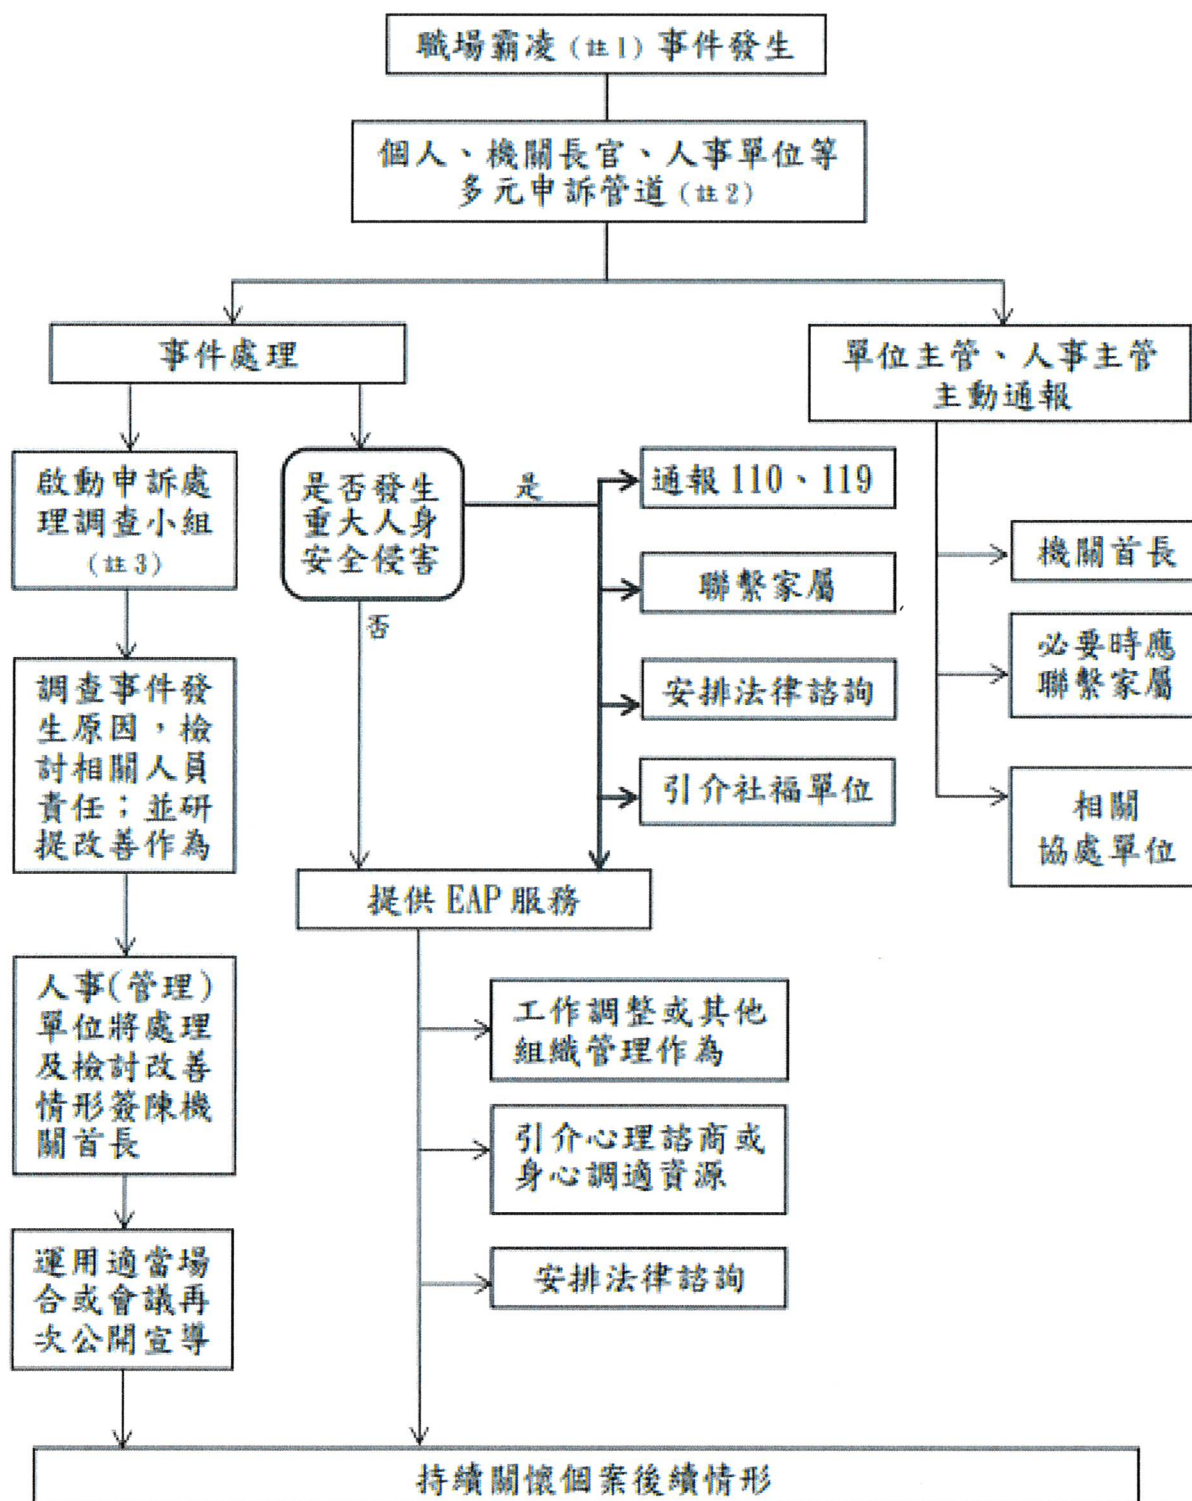 職場霸凌(註1)事件發生
個人、機關長官、人事單位等
多元申訴管道(註2)
事件處理
單位主管、人事主管
主動通報
啟動申訴處
理調查小組
(註3)
是否發生
重大人身
安全侵害
是
否
通報110、119
聯繫家屬
安排法律諮詢
引介社福單位
機關首長
必要時應
聯繫家屬
相關
協處單位
調查事件發
生原因，檢
討相關人員
責任；並研
提改善作為
提供EAP服務
人事(管理)
單位將處理
及檢討改善
情形簽陳機
關首長
工作調整或其他
組織管理作為
引介心理諮商或
身心調適資源
安排法律諮詢
運用適當場
合或會議再
次公開宣導
持續關懷個案後續情形